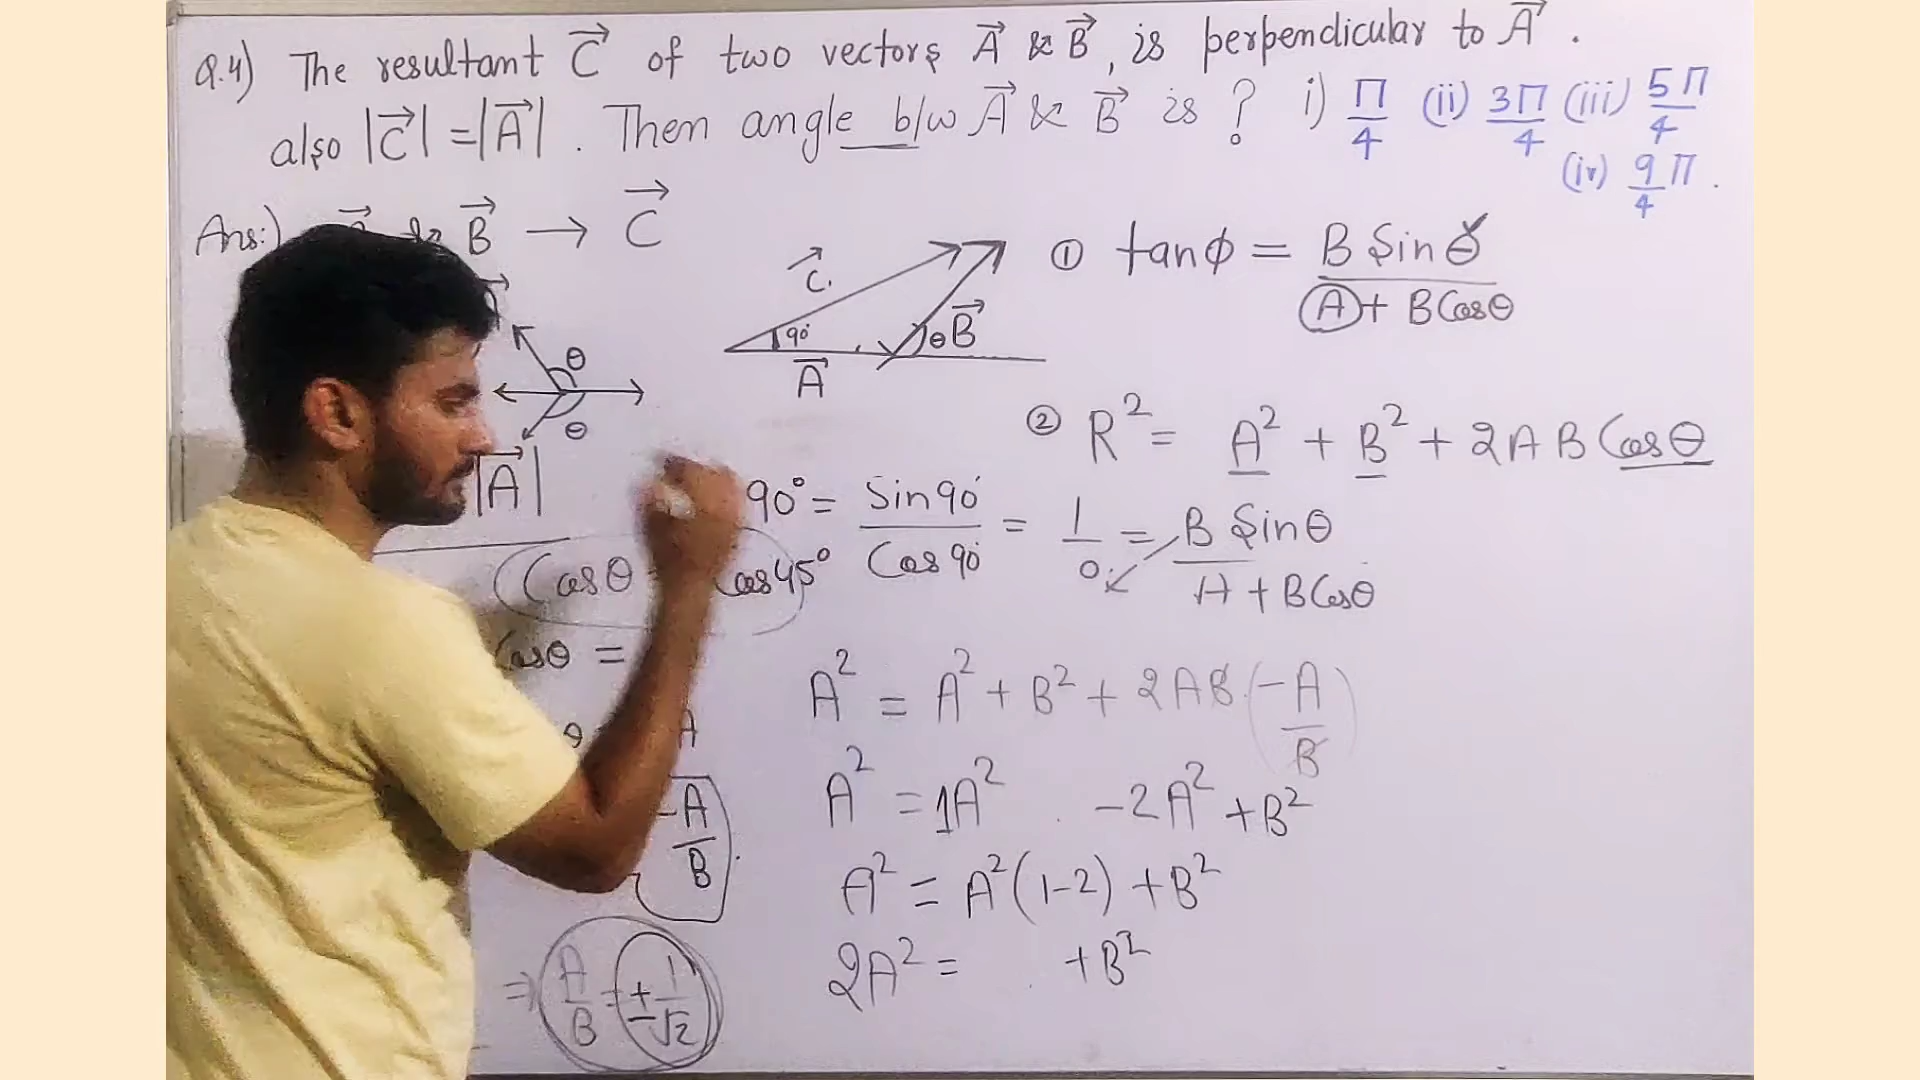 Q.4) The resultant C⃗ of two vectors A⃗ & B⃗, is perpendicular to A⃗.
also |C⃗| = |A⃗|. Then angle b/w A⃗ & B⃗ is? i) Π/4 (ii) 3Π/4 (iii) 5Π/4
(iv) 9/4 Π.
Ans:) & B⃗ → C⃗
① tanϕ = B Sinθ / A + BCosθ
C⃗
90° θ B⃗
A⃗
θ
θ
② R² = A² + B² + 2AB Cosθ
|A⃗|
90° = Sin90° / Cos90° = 1/0 = B Sinθ / A + BCosθ
Cosθ Cos45°
Cosθ =
A² = A² + B² + 2AB (-A/B)
A² = 1A² -2A² + B²
-A/B
A² = A²(1-2) + B²
2A² = +B²
⇒ A/B = ± 1/√2